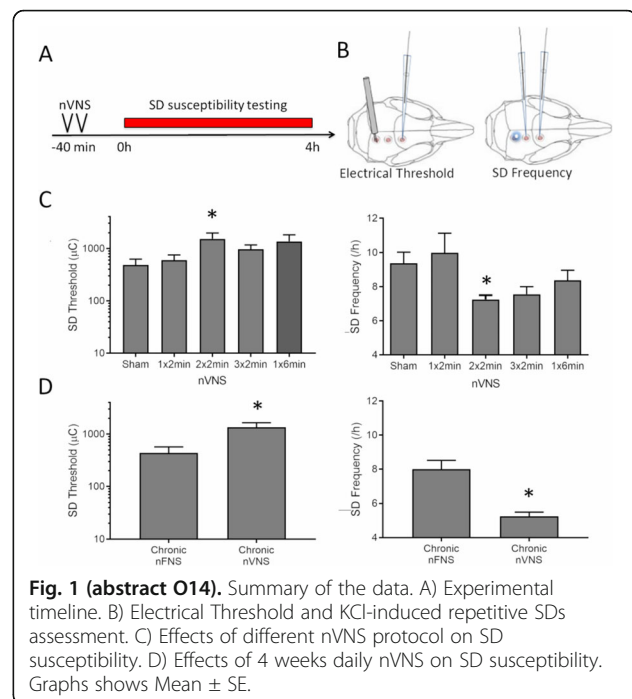 A
B
nVNS
SD susceptibility testing
-40 min
0h
4h
Electrical Threshold
SD Frequency
C
SD Threshold (µC)
1000
100
10
*
Sham 1x2min 2x2min 3x2min 1x6min
nVNS
SD Frequency (/h)
12
10
8
6
4
*
Sham 1x2min 2x2min 3x2min 1x6min
nVNS
D
SD Threshold (µC)
1000
100
10
*
Chronic Chronic
nFNS nVNS
SD Frequency (/h)
12
10
8
6
4
*
Chronic Chronic
nFNS nVNS
Fig. 1 (abstract O14). Summary of the data. A) Experimental
timeline. B) Electrical Threshold and KCl-induced repetitive SDs
assessment. C) Effects of different nVNS protocol on SD
susceptibility. D) Effects of 4 weeks daily nVNS on SD susceptibility.
Graphs shows Mean ± SE.